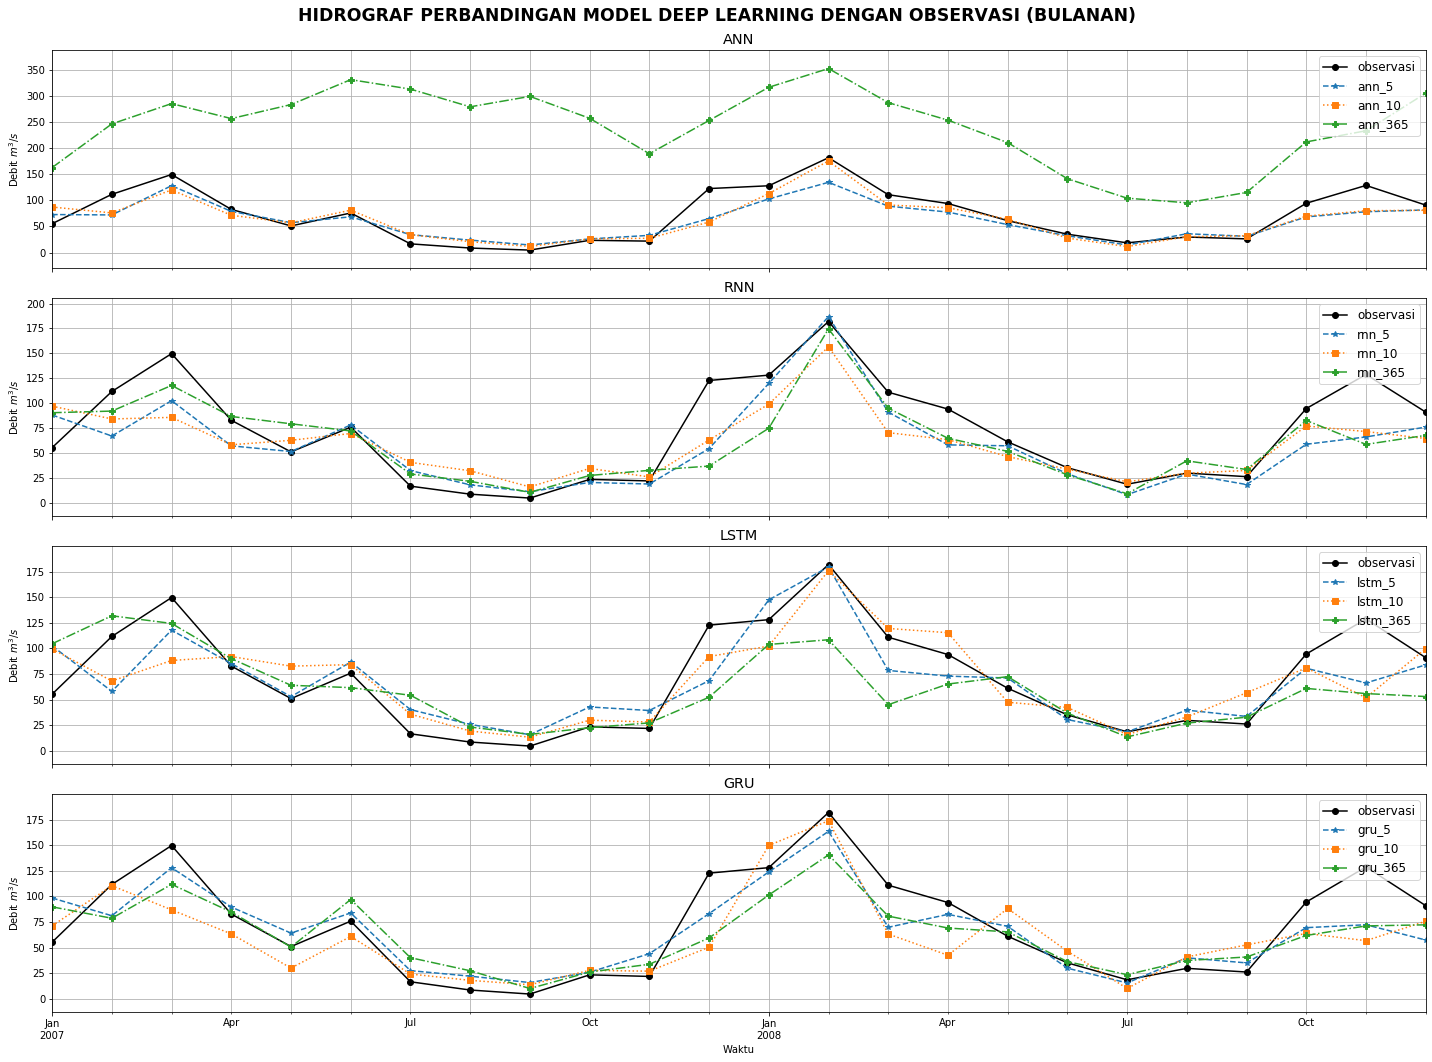 HIDROGRAF PERBANDINGAN MODEL DEEP LEARNING DENGAN OBSERVASI (BULANAN)
ANN
Debit m³/s
350
300
250
200
150
100
50
0
observasi
ann_5
ann_10
ann_365
RNN
Debit m³/s
200
175
150
125
100
75
50
25
0
observasi
rnn_5
rnn_10
rnn_365
LSTM
Debit m³/s
175
150
125
100
75
50
25
0
observasi
lstm_5
lstm_10
lstm_365
GRU
Debit m³/s
175
150
125
100
75
50
25
0
observasi
gru_5
gru_10
gru_365
Jan Apr Jul Oct Jan Apr Jul Oct
2007 2008
Waktu